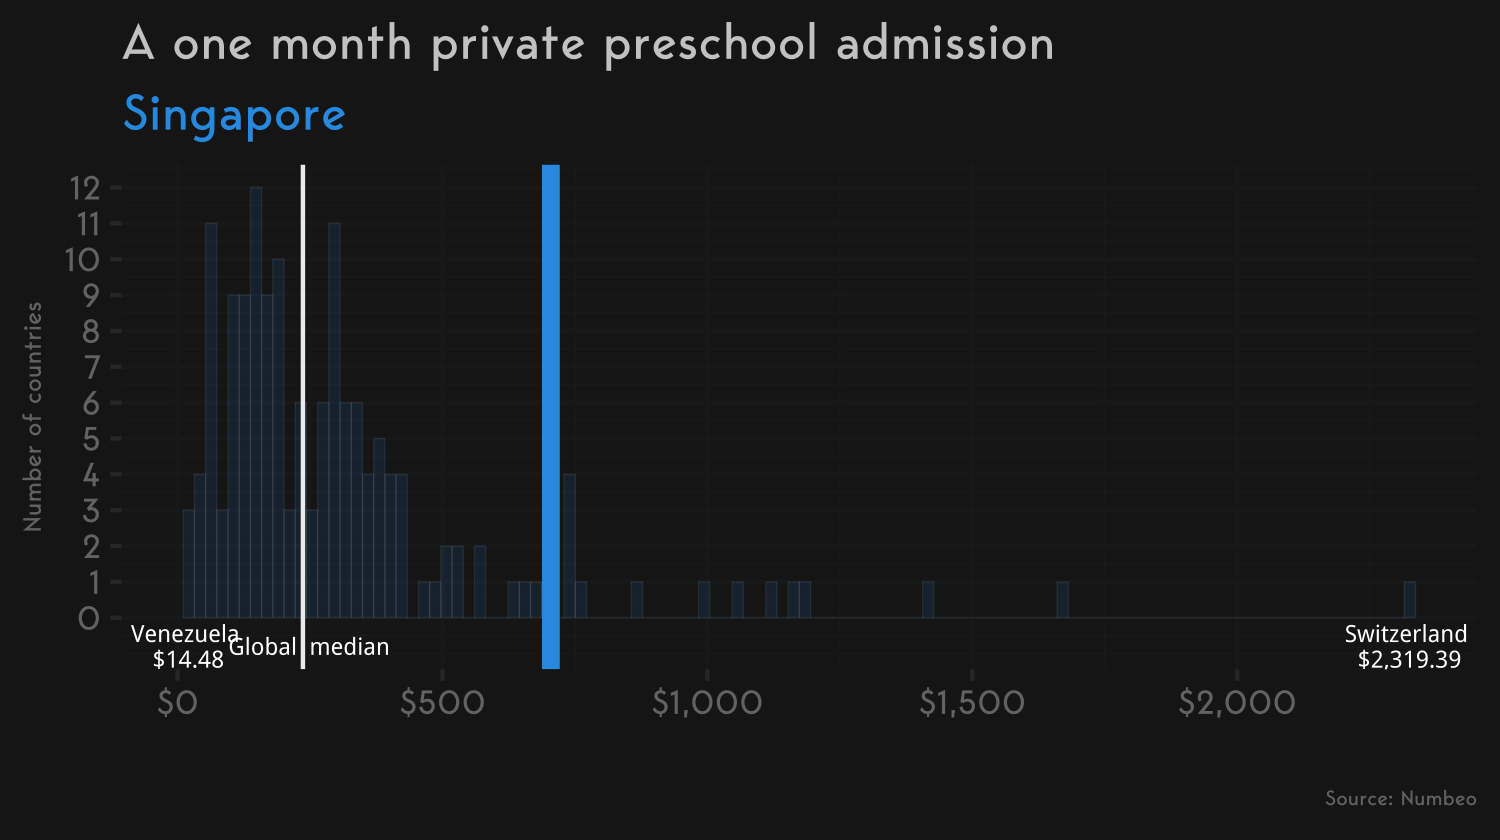 A one month private preschool admission
Singapore
Number of countries
12
11
10
9
8
7
6
5
4
3
2
1
0
Venezuela
$14.48
Global median
Switzerland
$2,319.39
$0 $500 $1,000 $1,500 $2,000
Source: Numbeo